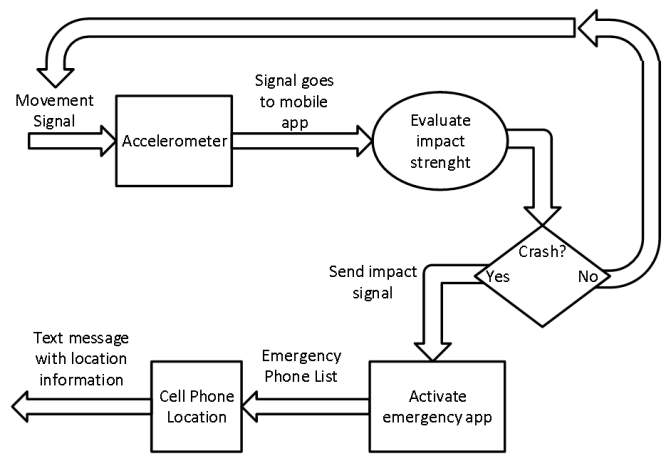 Movement
Signal
Accelerometer
Signal goes
to mobile
app
Evaluate
impact
strenght
Crash?
Yes
No
Send impact
signal
Activate
emergency app
Emergency
Phone List
Cell Phone
Location
Text message
with location
information